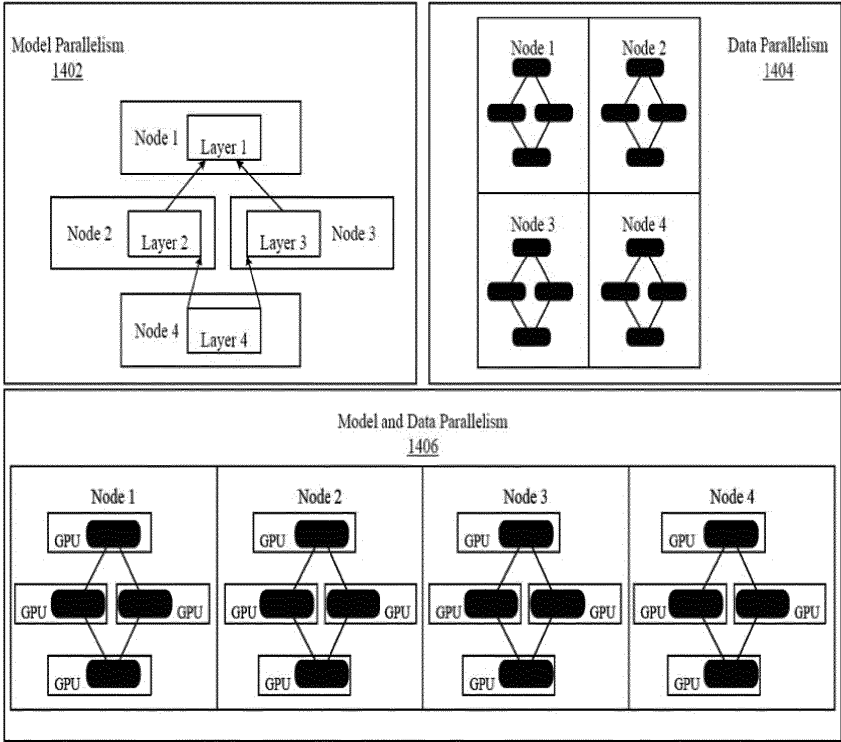 Model Parallelism
1402
Node 1
Layer 1
Node 2
Layer 2
Layer 3
Node 3
Node 4
Layer 4
Data Parallelism
1404
Node 1
Node 2
Node 3
Node 4
Model and Data Parallelism
1406
Node 1
GPU
GPU
GPU
GPU
Node 2
GPU
GPU
GPU
GPU
Node 3
GPU
GPU
GPU
GPU
Node 4
GPU
GPU
GPU
GPU